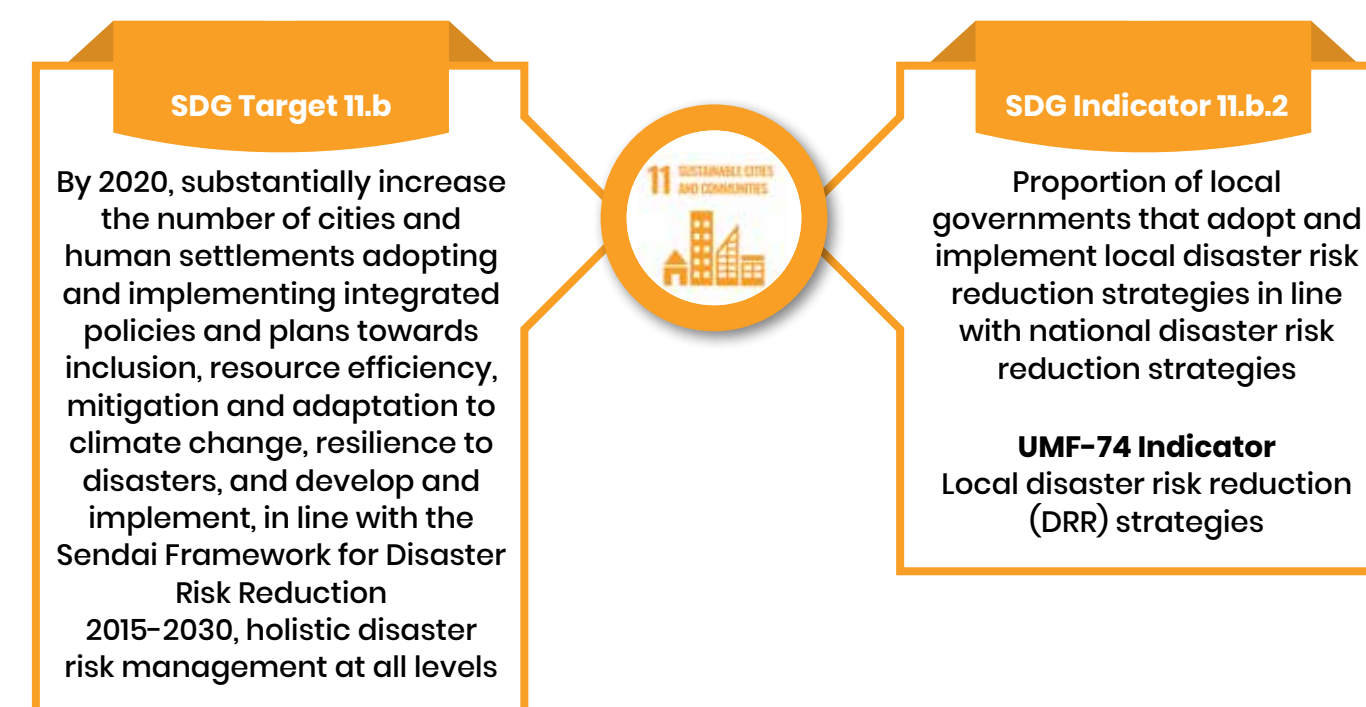 SDG Target 11.b
By 2020, substantially increase
the number of cities and
human settlements adopting
and implementing integrated
policies and plans towards
inclusion, resource efficiency,
mitigation and adaptation to
climate change, resilience to
disasters, and develop and
implement, in line with the
Sendai Framework for Disaster
Risk Reduction
2015-2030, holistic disaster
risk management at all levels
11 SUSTAINABLE CITIES
AND COMMUNITIES
SDG Indicator 11.b.2
Proportion of local
governments that adopt and
implement local disaster risk
reduction strategies in line
with national disaster risk
reduction strategies
UMF-74 Indicator
Local disaster risk reduction
(DRR) strategies